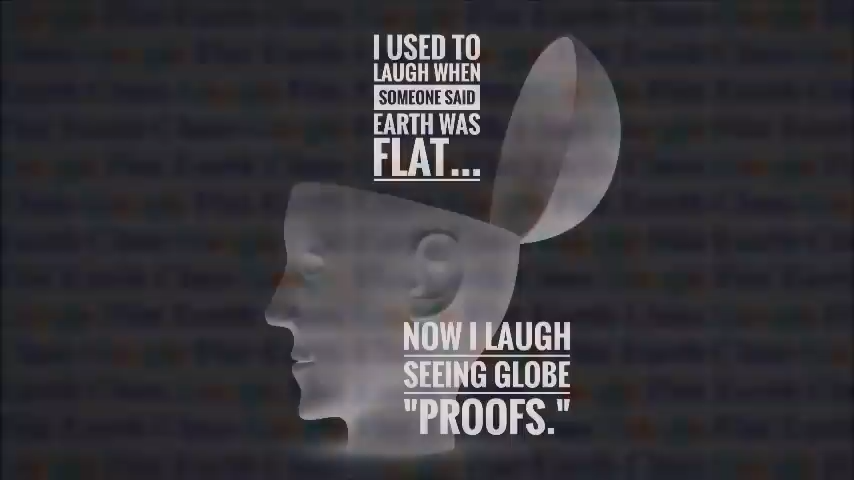 I USED TO
LAUGH WHEN
SOMEONE SAID
EARTH WAS
FLAT...
NOW I LAUGH
SEEING GLOBE
"PROOFS."